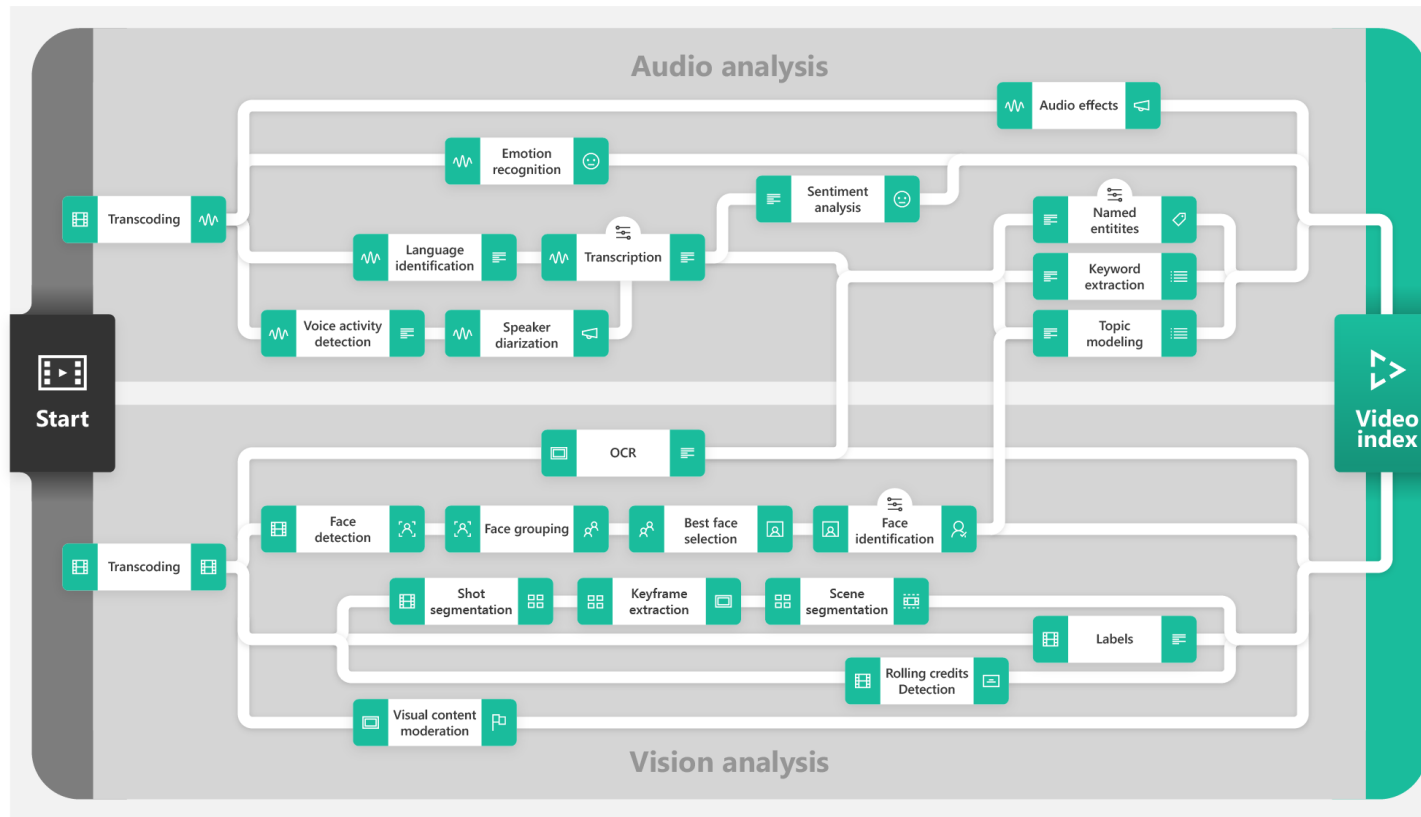 Audio analysis
Audio effects
Emotion
recognition
Sentiment
analysis
Transcoding
Named
entitites
Language
identification
Transcription
Keyword
extraction
Voice activity
detection
Speaker
diarization
Topic
modeling
Start
Video
index
OCR
Face
detection
Face grouping
Best face
selection
Face
identification
Transcoding
Shot
segmentation
Keyframe
extraction
Scene
segmentation
Labels
Rolling credits
Detection
Visual content
moderation
Vision analysis